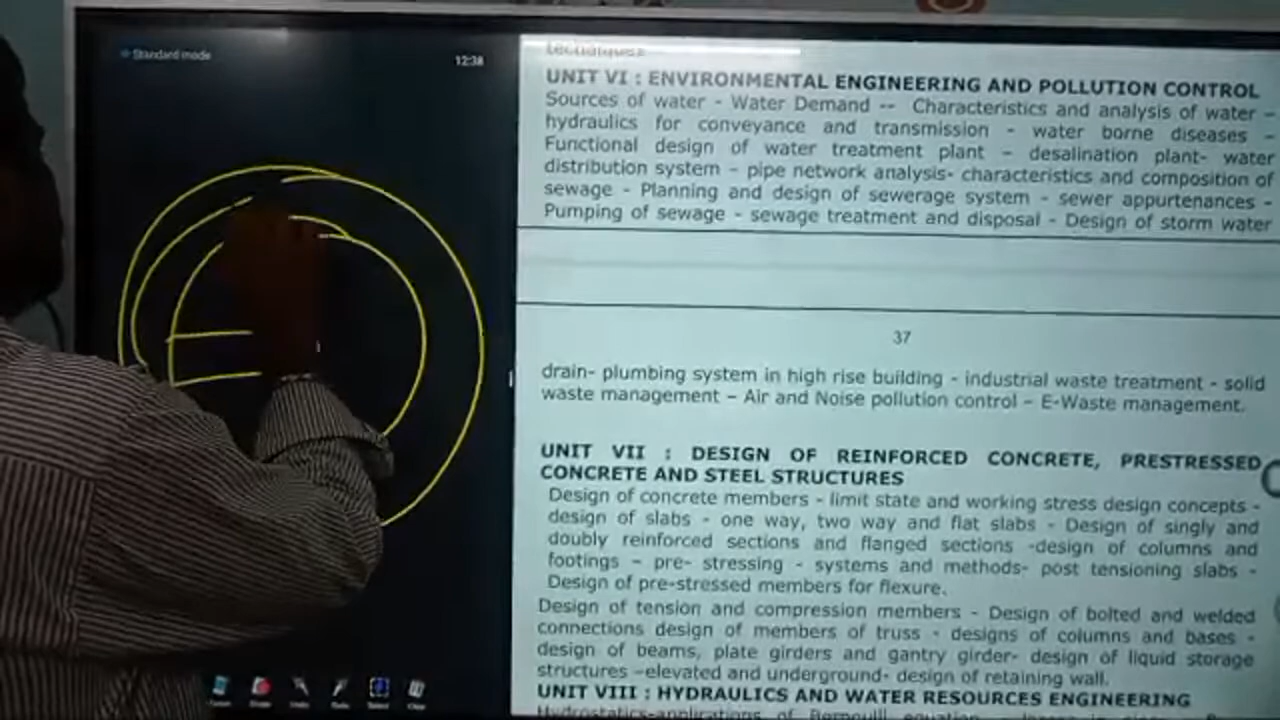 Standard mode
12:38
techniques
UNIT VI : ENVIRONMENTAL ENGINEERING AND POLLUTION CONTROL
Sources of water - Water Demand -- Characteristics and analysis of water –
hydraulics for conveyance and transmission - water borne diseases –
Functional design of water treatment plant – desalination plant- water
distribution system – pipe network analysis- characteristics and composition of
sewage - Planning and design of sewerage system - sewer appurtenances -
Pumping of sewage - sewage treatment and disposal - Design of storm water
37
drain- plumbing system in high rise building - industrial waste treatment - solid
waste management – Air and Noise pollution control – E-Waste management.
UNIT VII : DESIGN OF REINFORCED CONCRETE, PRESTRESSED
CONCRETE AND STEEL STRUCTURES
Design of concrete members - limit state and working stress design concepts -
design of slabs - one way, two way and flat slabs - Design of singly and
doubly reinforced sections and flanged sections -design of columns and
footings – pre- stressing - systems and methods- post tensioning slabs -
Design of pre-stressed members for flexure.
Design of tension and compression members - Design of bolted and welded
connections design of members of truss - designs of columns and bases -
design of beams, plate girders and gantry girder- design of liquid storage
structures –elevated and underground- design of retaining wall.
UNIT VIII : HYDRAULICS AND WATER RESOURCES ENGINEERING
Hydrostatics-applications of Bernoulli equation